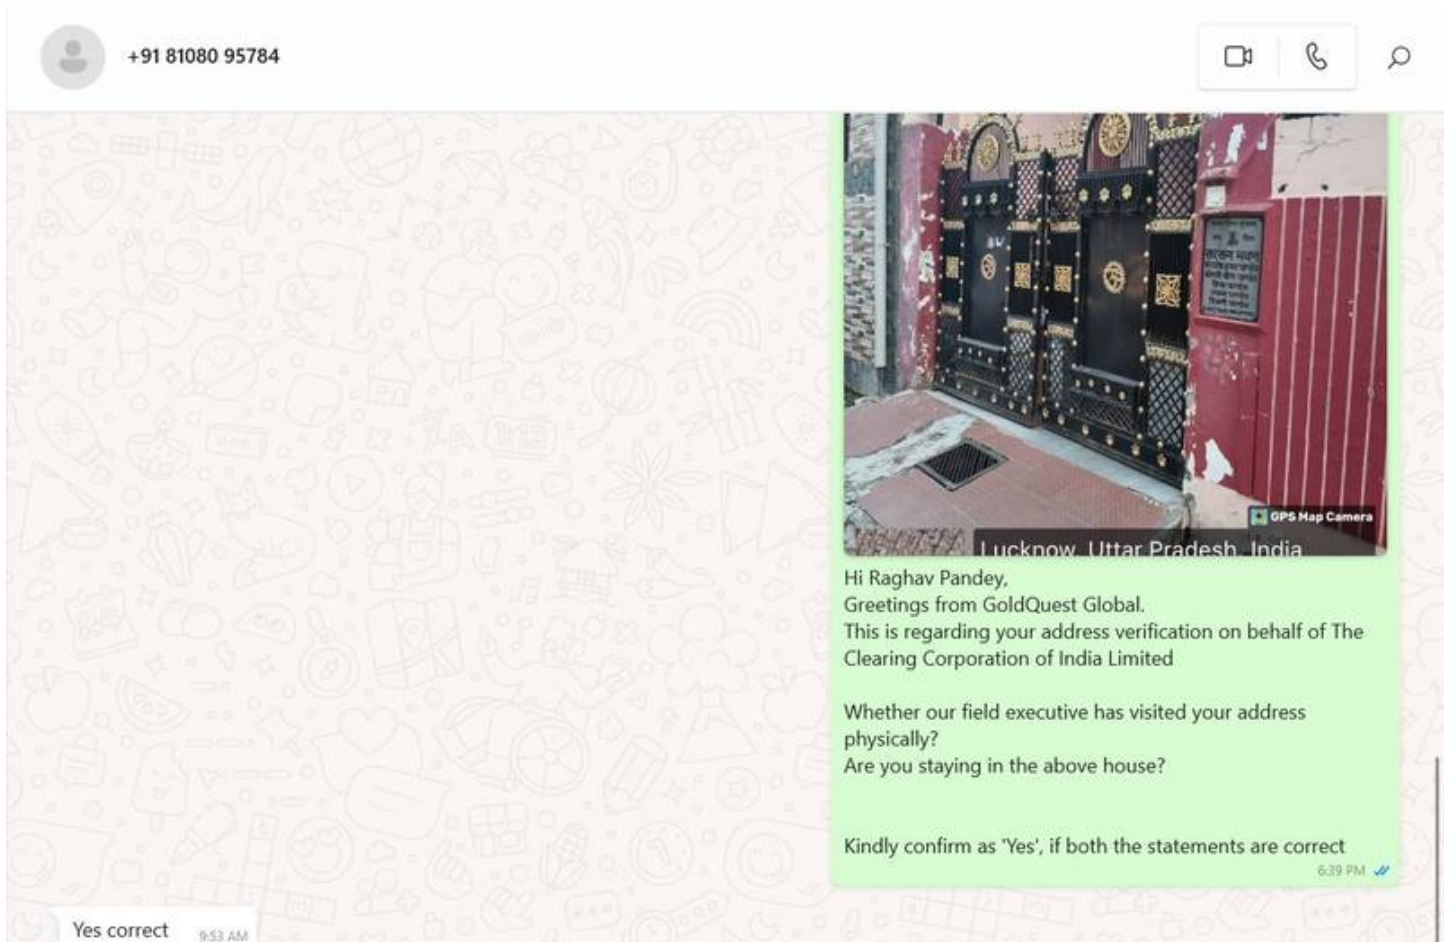 +91 81080 95784
GPS Map Camera
Lucknow, Uttar Pradesh, India
Hi Raghav Pandey,
Greetings from GoldQuest Global.
This is regarding your address verification on behalf of The
Clearing Corporation of India Limited
Whether our field executive has visited your address
physically?
Are you staying in the above house?
Kindly confirm as 'Yes', if both the statements are correct
6:39 PM
Yes correct
9:53 AM